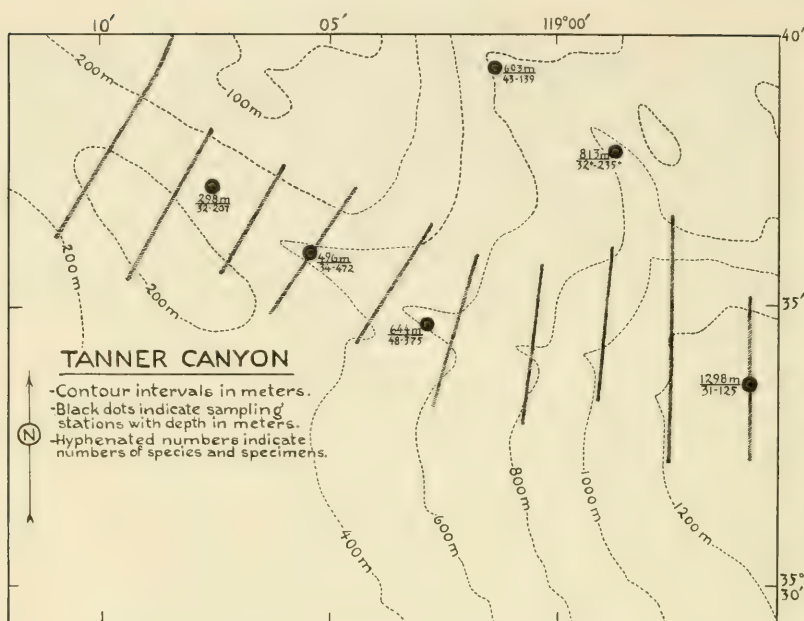 10' 05' 119°00'
40'
200m
100m
603m
43-139
813m
32*-235*
298m
32-207
200m
496m
34-472
200m
35'
644m
48-375
TANNER CANYON
-Contour intervals in meters.
-Black dots indicate sampling
stations with depth in meters.
-Hyphenated numbers indicate
numbers of species and specimens.
N
1298m
31-125
400m
600m
800m
1000m
1200m
35°
30'